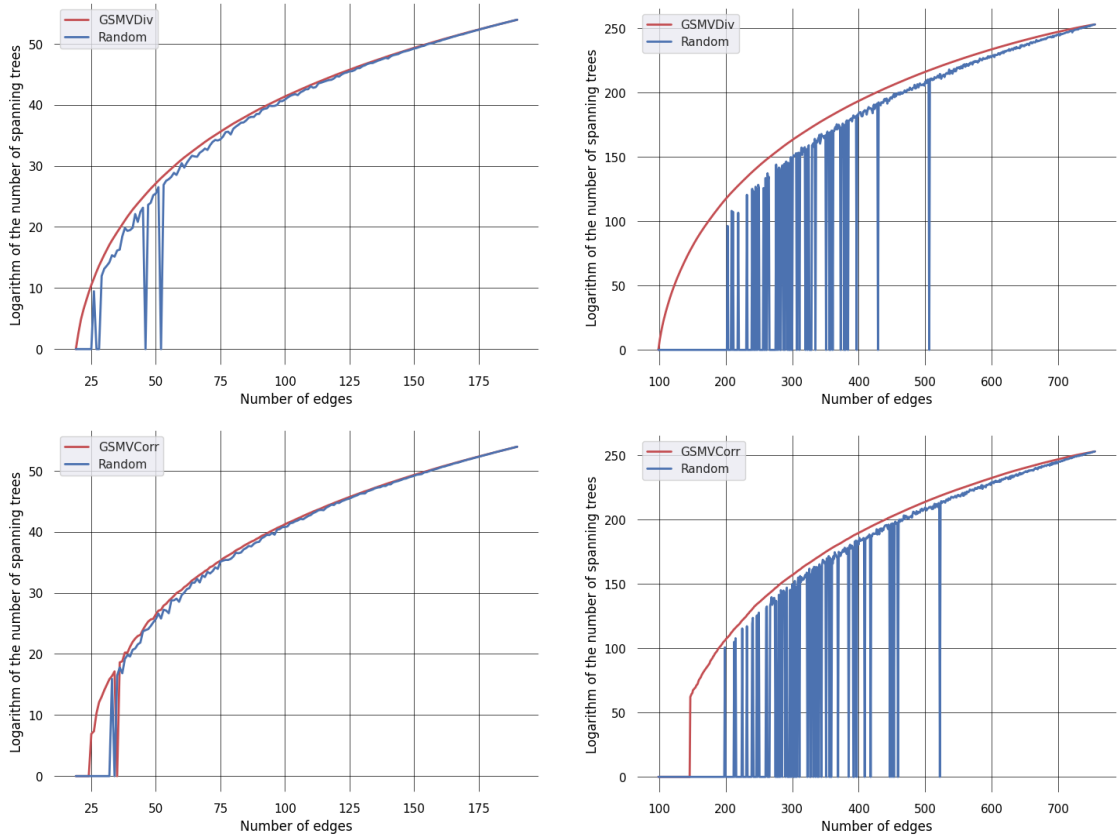 GSMVDiv
Random
50
40
30
20
10
0
Logarithm of the number of spanning trees
25 50 75 100 125 150 175
Number of edges
GSMVDiv
Random
250
200
150
100
50
0
Logarithm of the number of spanning trees
100 200 300 400 500 600 700
Number of edges
GSMVCorr
Random
50
40
30
20
10
0
Logarithm of the number of spanning trees
25 50 75 100 125 150 175
Number of edges
GSMVCorr
Random
250
200
150
100
50
0
Logarithm of the number of spanning trees
100 200 300 400 500 600 700
Number of edges